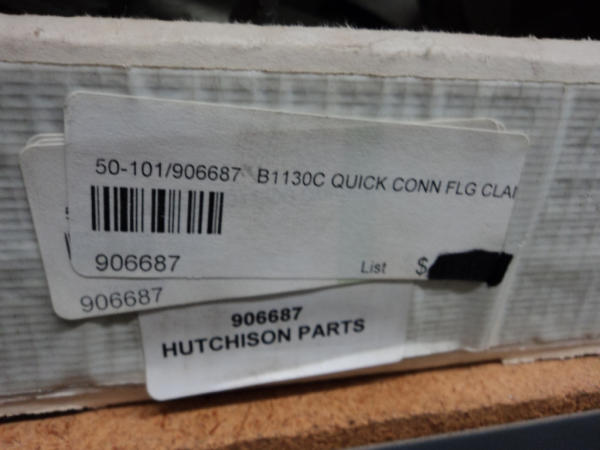 50-101/906687 B1130C QUICK CONN FLG CLA
906687
List $
906687
906687
HUTCHISON PARTS